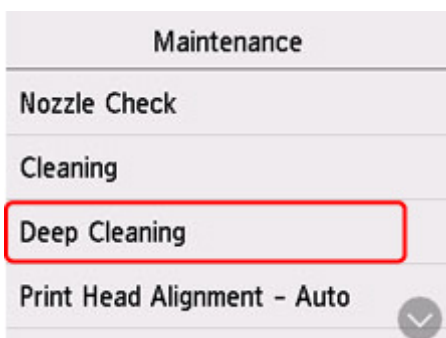 Maintenance
Nozzle Check
Cleaning
Deep Cleaning
Print Head Alignment - Auto